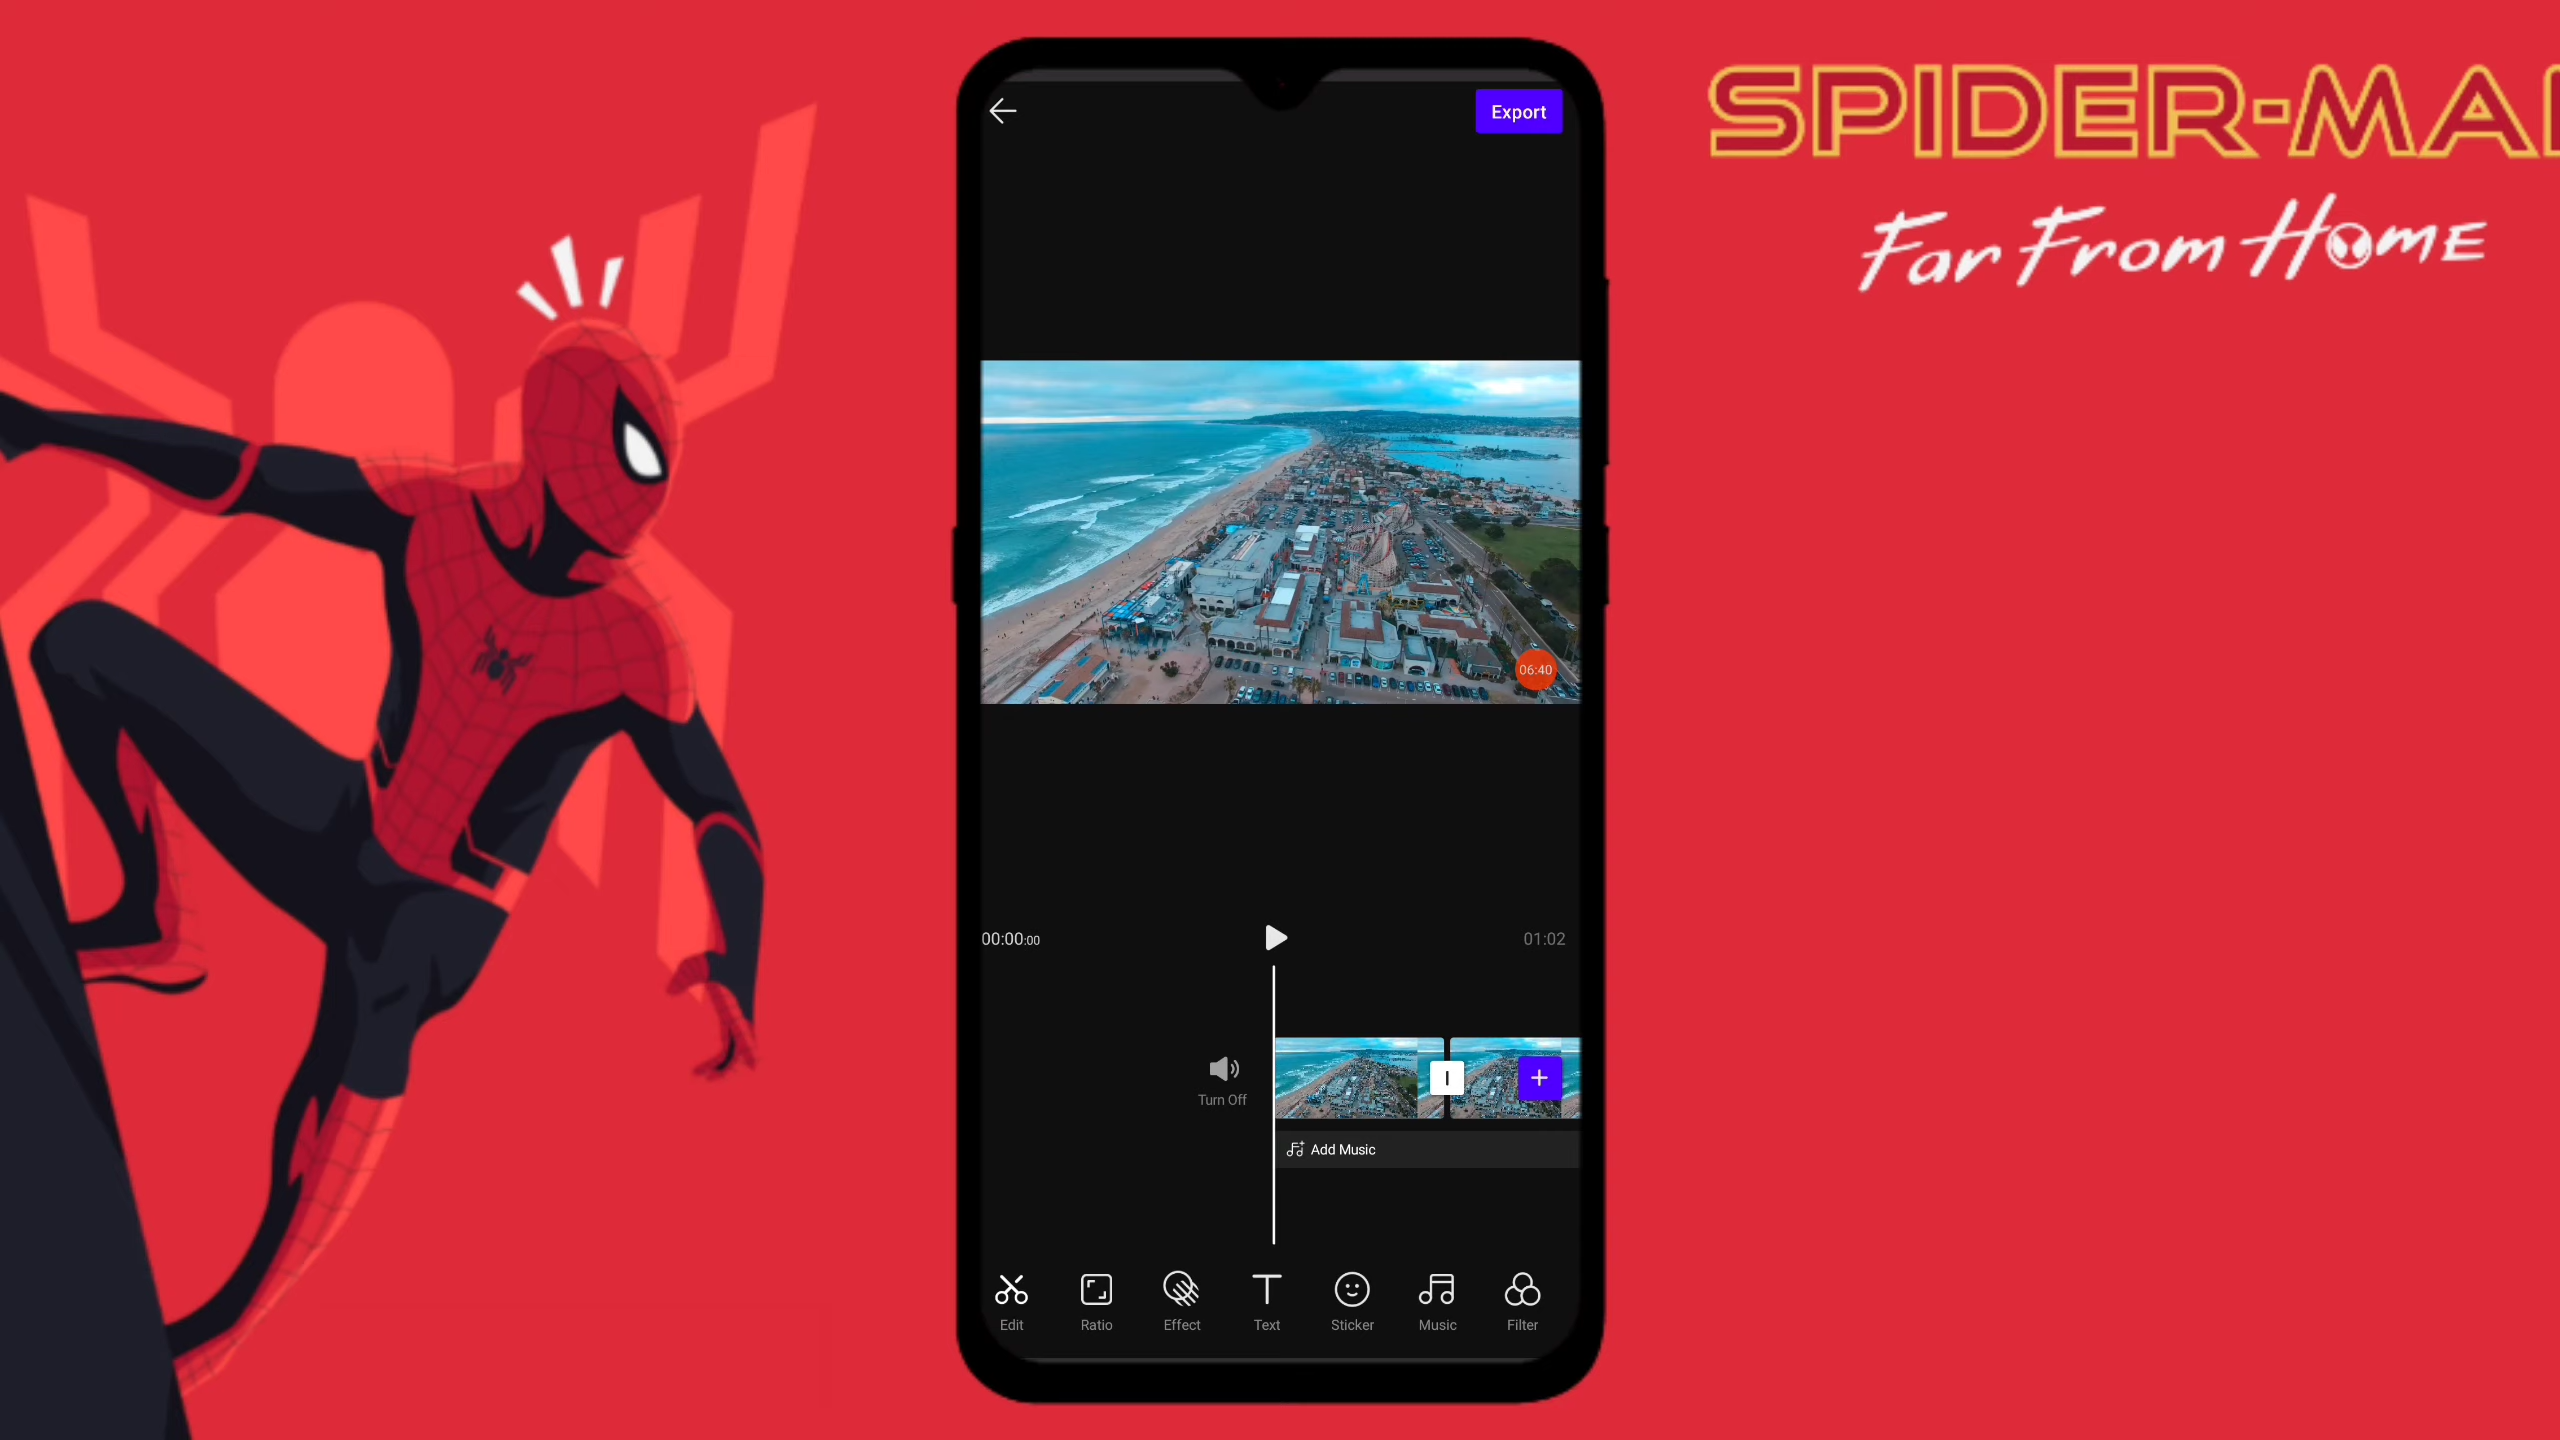 Export
SPIDER-MA
Far From Home
06:40
00:00:00
01:02
Turn Off
Add Music
Edit
Ratio
Effect
Text
Sticker
Music
Filter